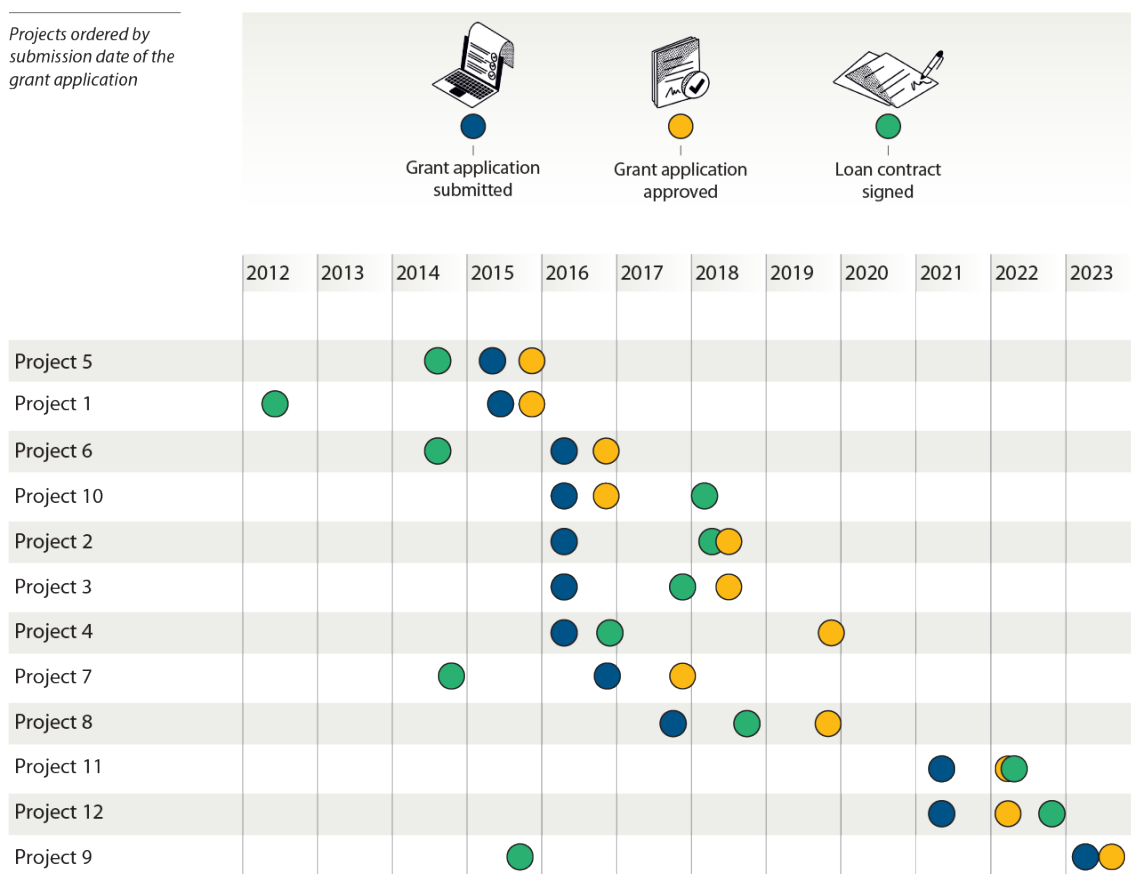 Projects ordered by
submission date of the
grant application
Grant application
submitted
Grant application
approved
Loan contract
signed
2012 2013 2014 2015 2016 2017 2018 2019 2020 2021 2022 2023
Project 5
Project 1
Project 6
Project 10
Project 2
Project 3
Project 4
Project 7
Project 8
Project 11
Project 12
Project 9